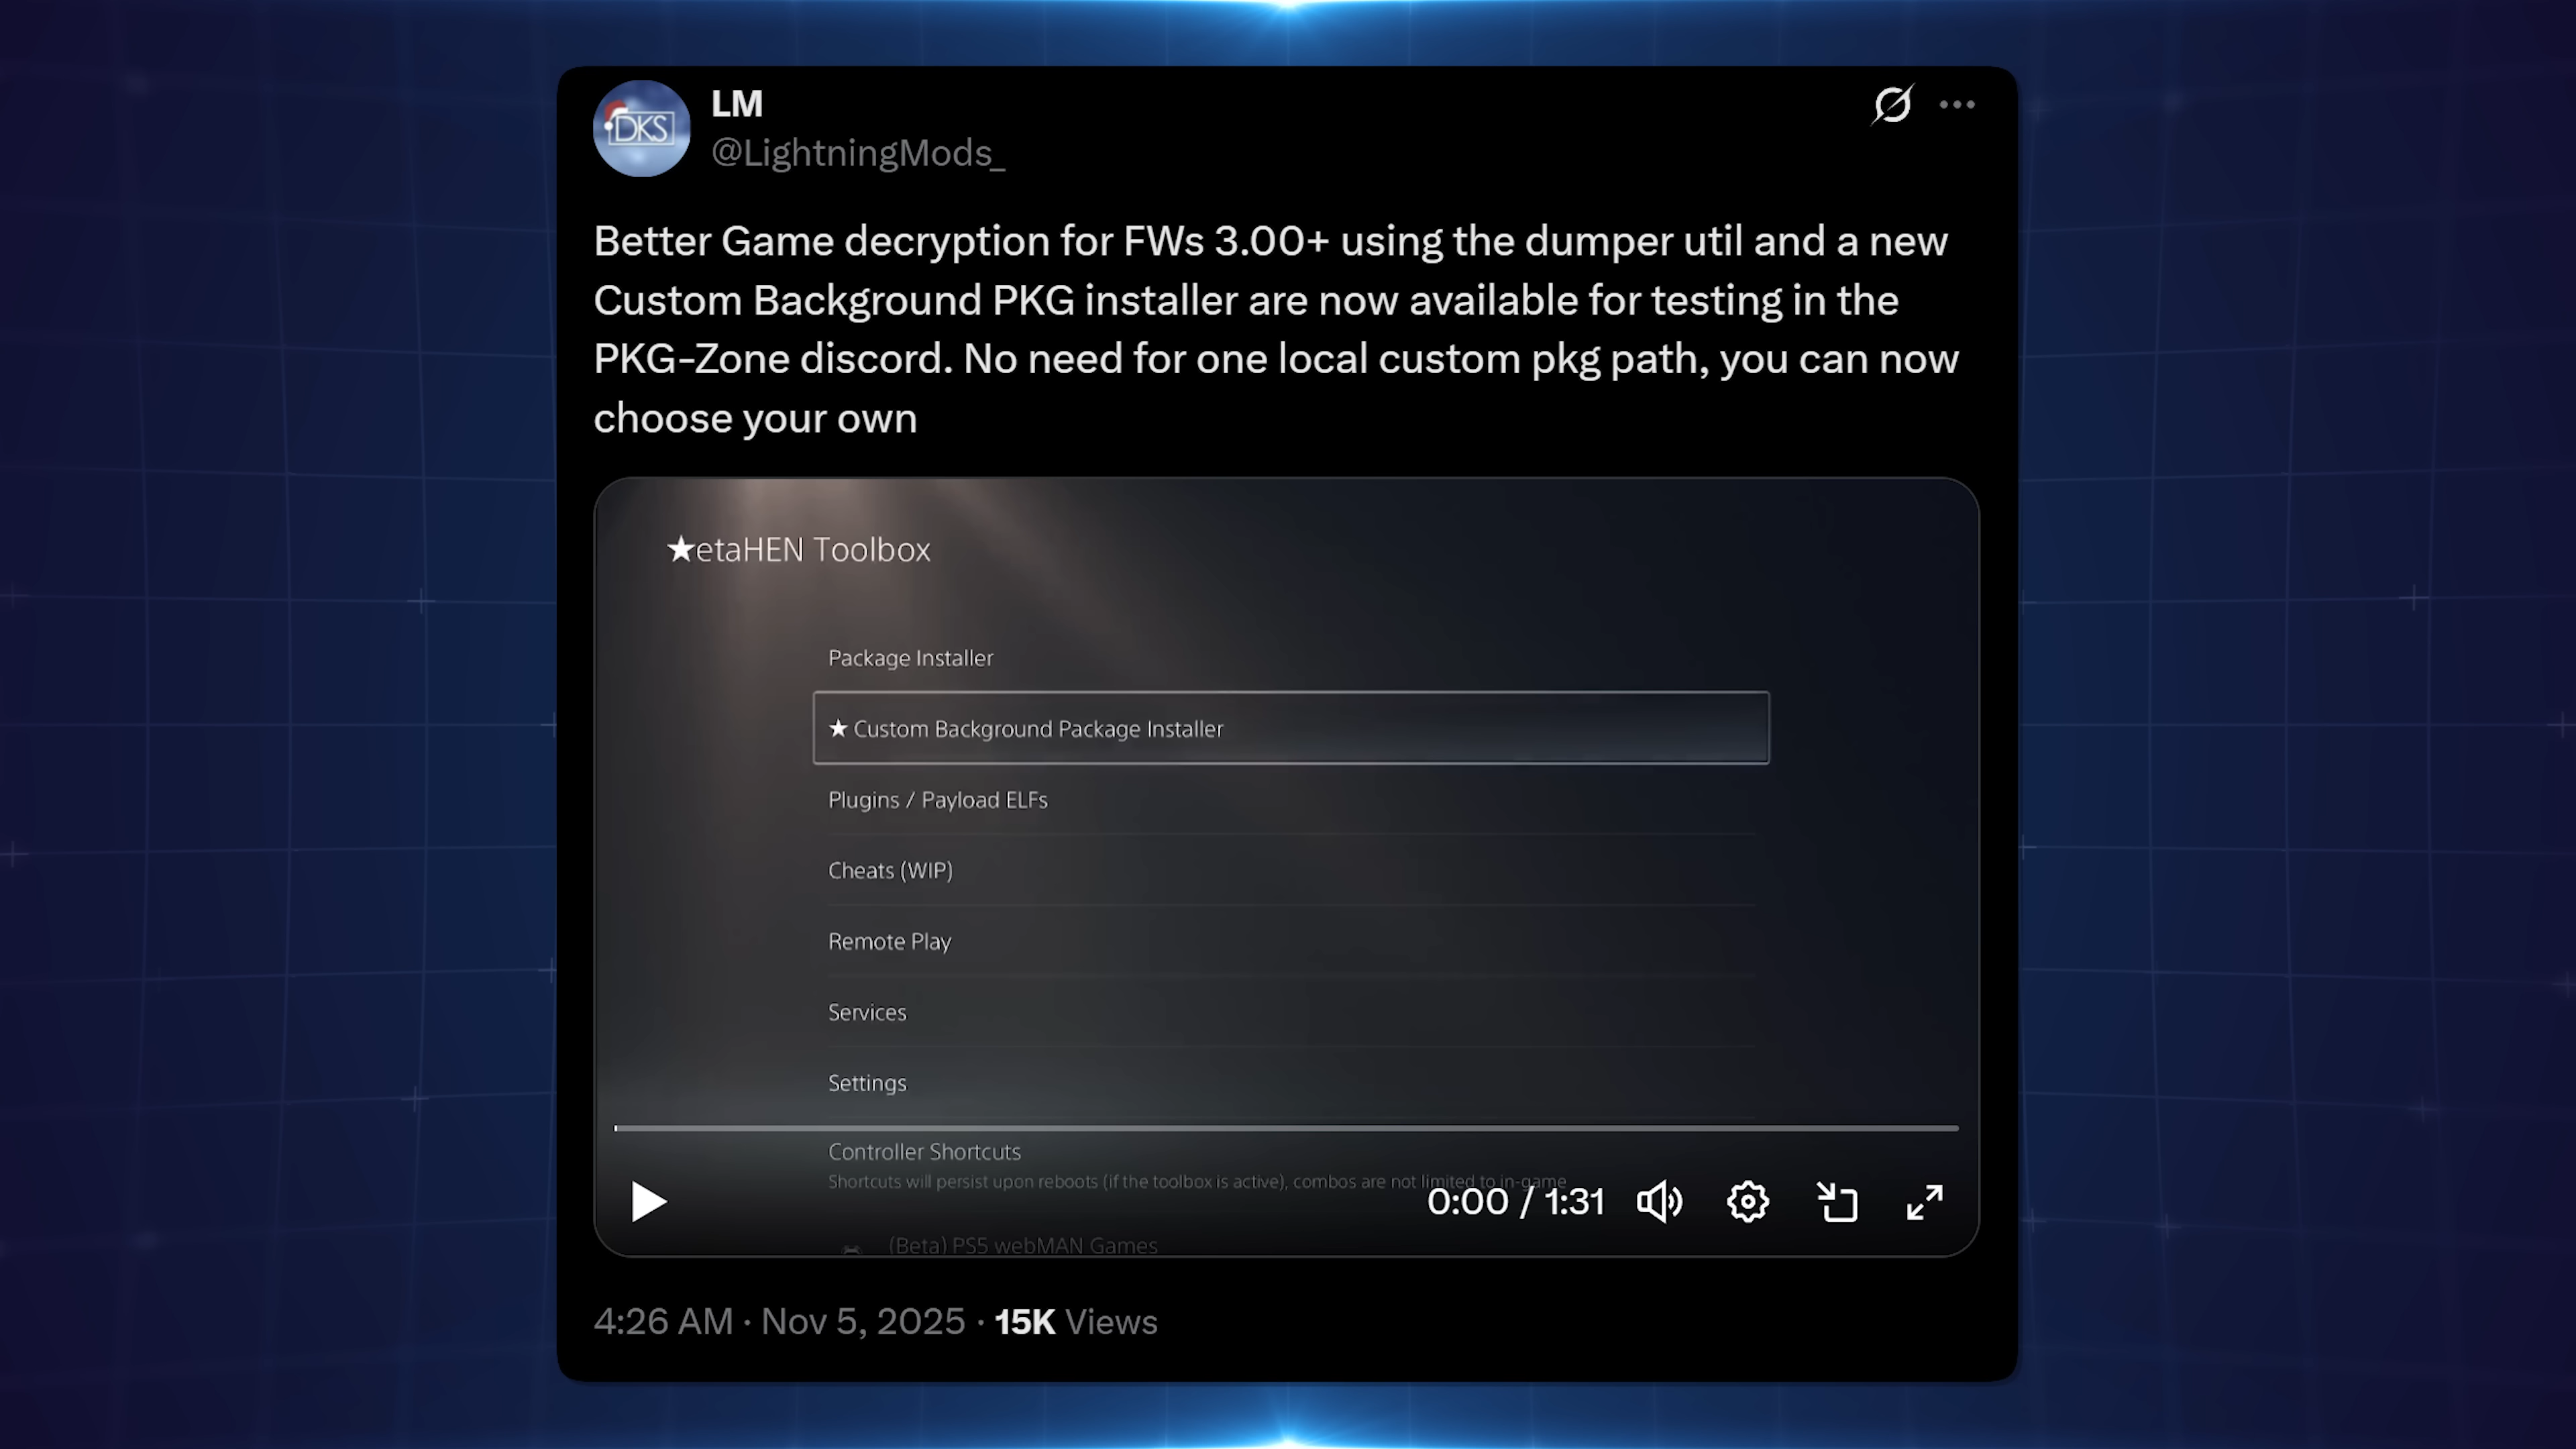 DKS
LM
@LightningMods_
Better Game decryption for FWs 3.00+ using the dumper util and a new
Custom Background PKG installer are now available for testing in the
PKG-Zone discord. No need for one local custom pkg path, you can now
choose your own
★etaHEN Toolbox
Package Installer
★ Custom Background Package Installer
Plugins / Payload ELFs
Cheats (WIP)
Remote Play
Services
Settings
Controller Shortcuts
Shortcuts will persist upon reboots (if the toolbox is active), combos are not limited to in-game
0:00 / 1:31
(Beta) PS5 webMAN Games
4:26 AM · Nov 5, 2025 · 15K Views